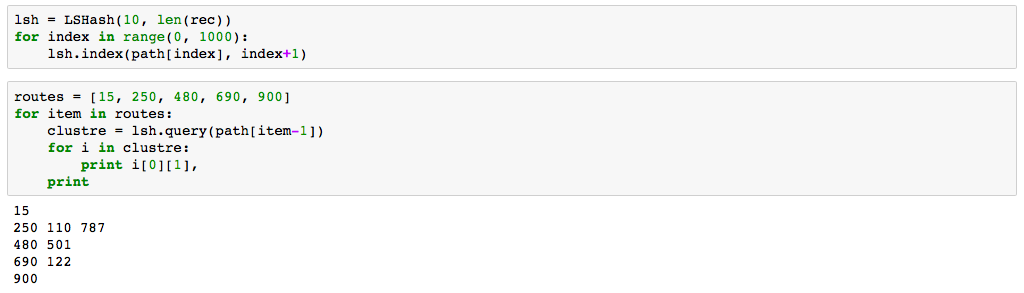 lsh = LSHash(10, len(rec))
for index in range(0, 1000):
    lsh.index(path[index], index+1)
routes = [15, 250, 480, 690, 900]
for item in routes:
    clustre = lsh.query(path[item-1])
    for i in clustre:
        print i[0][1],
    print
15
250 110 787
480 501
690 122
900